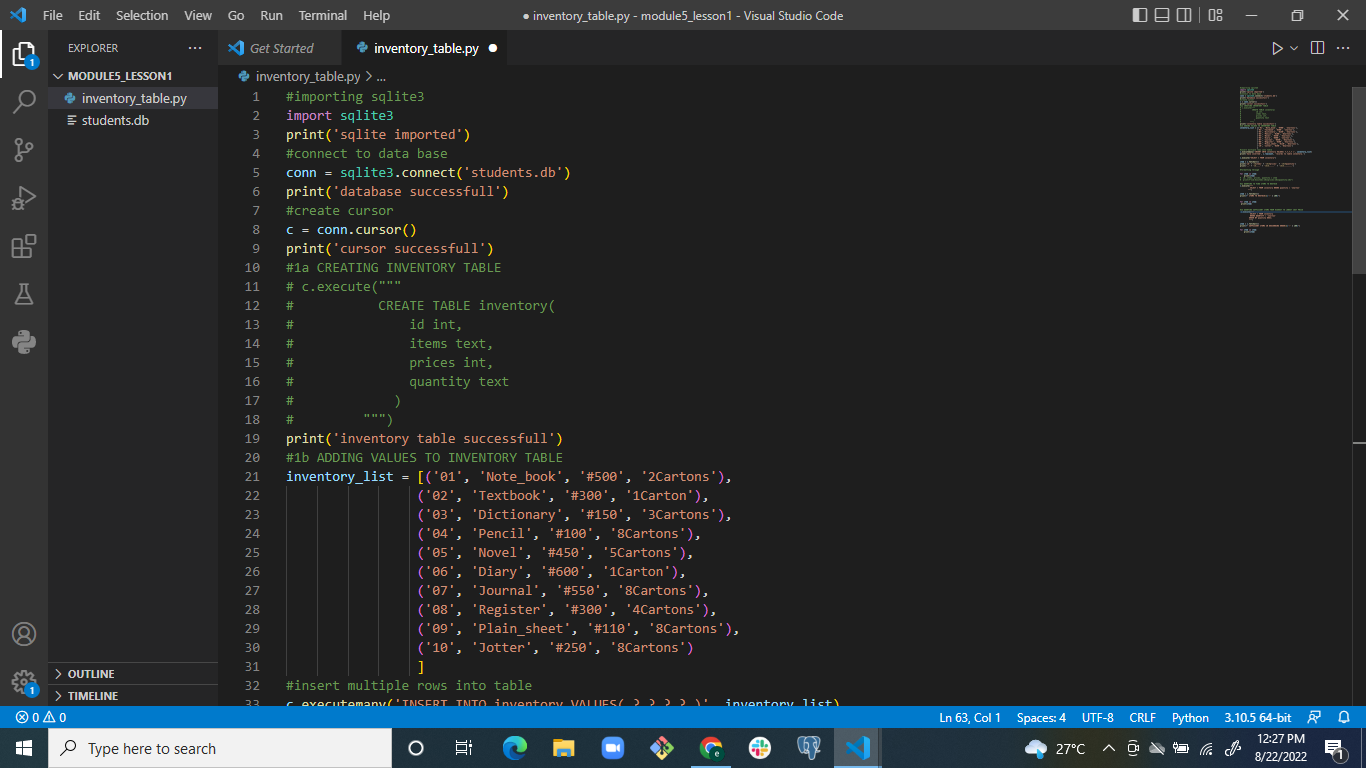 File Edit Selection View Go Run Terminal Help
● inventory_table.py - module5_lesson1 - Visual Studio Code
EXPLORER ···
MODULE5_LESSON1
inventory_table.py
students.db
OUTLINE
TIMELINE
Get Started
inventory_table.py ●
inventory_table.py > ...
1 #importing sqlite3
2 import sqlite3
3 print('sqlite imported')
4 #connect to data base
5 conn = sqlite3.connect('students.db')
6 print('database successfull')
7 #create cursor
8 c = conn.cursor()
9 print('cursor successfull')
10 #1a CREATING INVENTORY TABLE
11 # c.execute("""
12 #           CREATE TABLE inventory(
13 #               id int,
14 #               items text,
15 #               prices int,
16 #               quantity text
17 #             )
18 #         """)
19 print('inventory table successfull')
20 #1b ADDING VALUES TO INVENTORY TABLE
21 inventory_list = [('01', 'Note_book', '#500', '2Cartons'),
22                  ('02', 'Textbook', '#300', '1Carton'),
23                  ('03', 'Dictionary', '#150', '3Cartons'),
24                  ('04', 'Pencil', '#100', '8Cartons'),
25                  ('05', 'Novel', '#450', '5Cartons'),
26                  ('06', 'Diary', '#600', '1Carton'),
27                  ('07', 'Journal', '#550', '8Cartons'),
28                  ('08', 'Register', '#300', '4Cartons'),
29                  ('09', 'Plain_sheet', '#110', '8Cartons'),
30                  ('10', 'Jotter', '#250', '8Cartons')
31                  ]
32 #insert multiple rows into table
33 c.executemany('INSERT INTO inventory VALUES( ?,?,?,? )', inventory_list)
1
1
0 0
Ln 63, Col 1 Spaces: 4 UTF-8 CRLF Python 3.10.5 64-bit
Type here to search
27°C
12:27 PM
8/22/2022
1